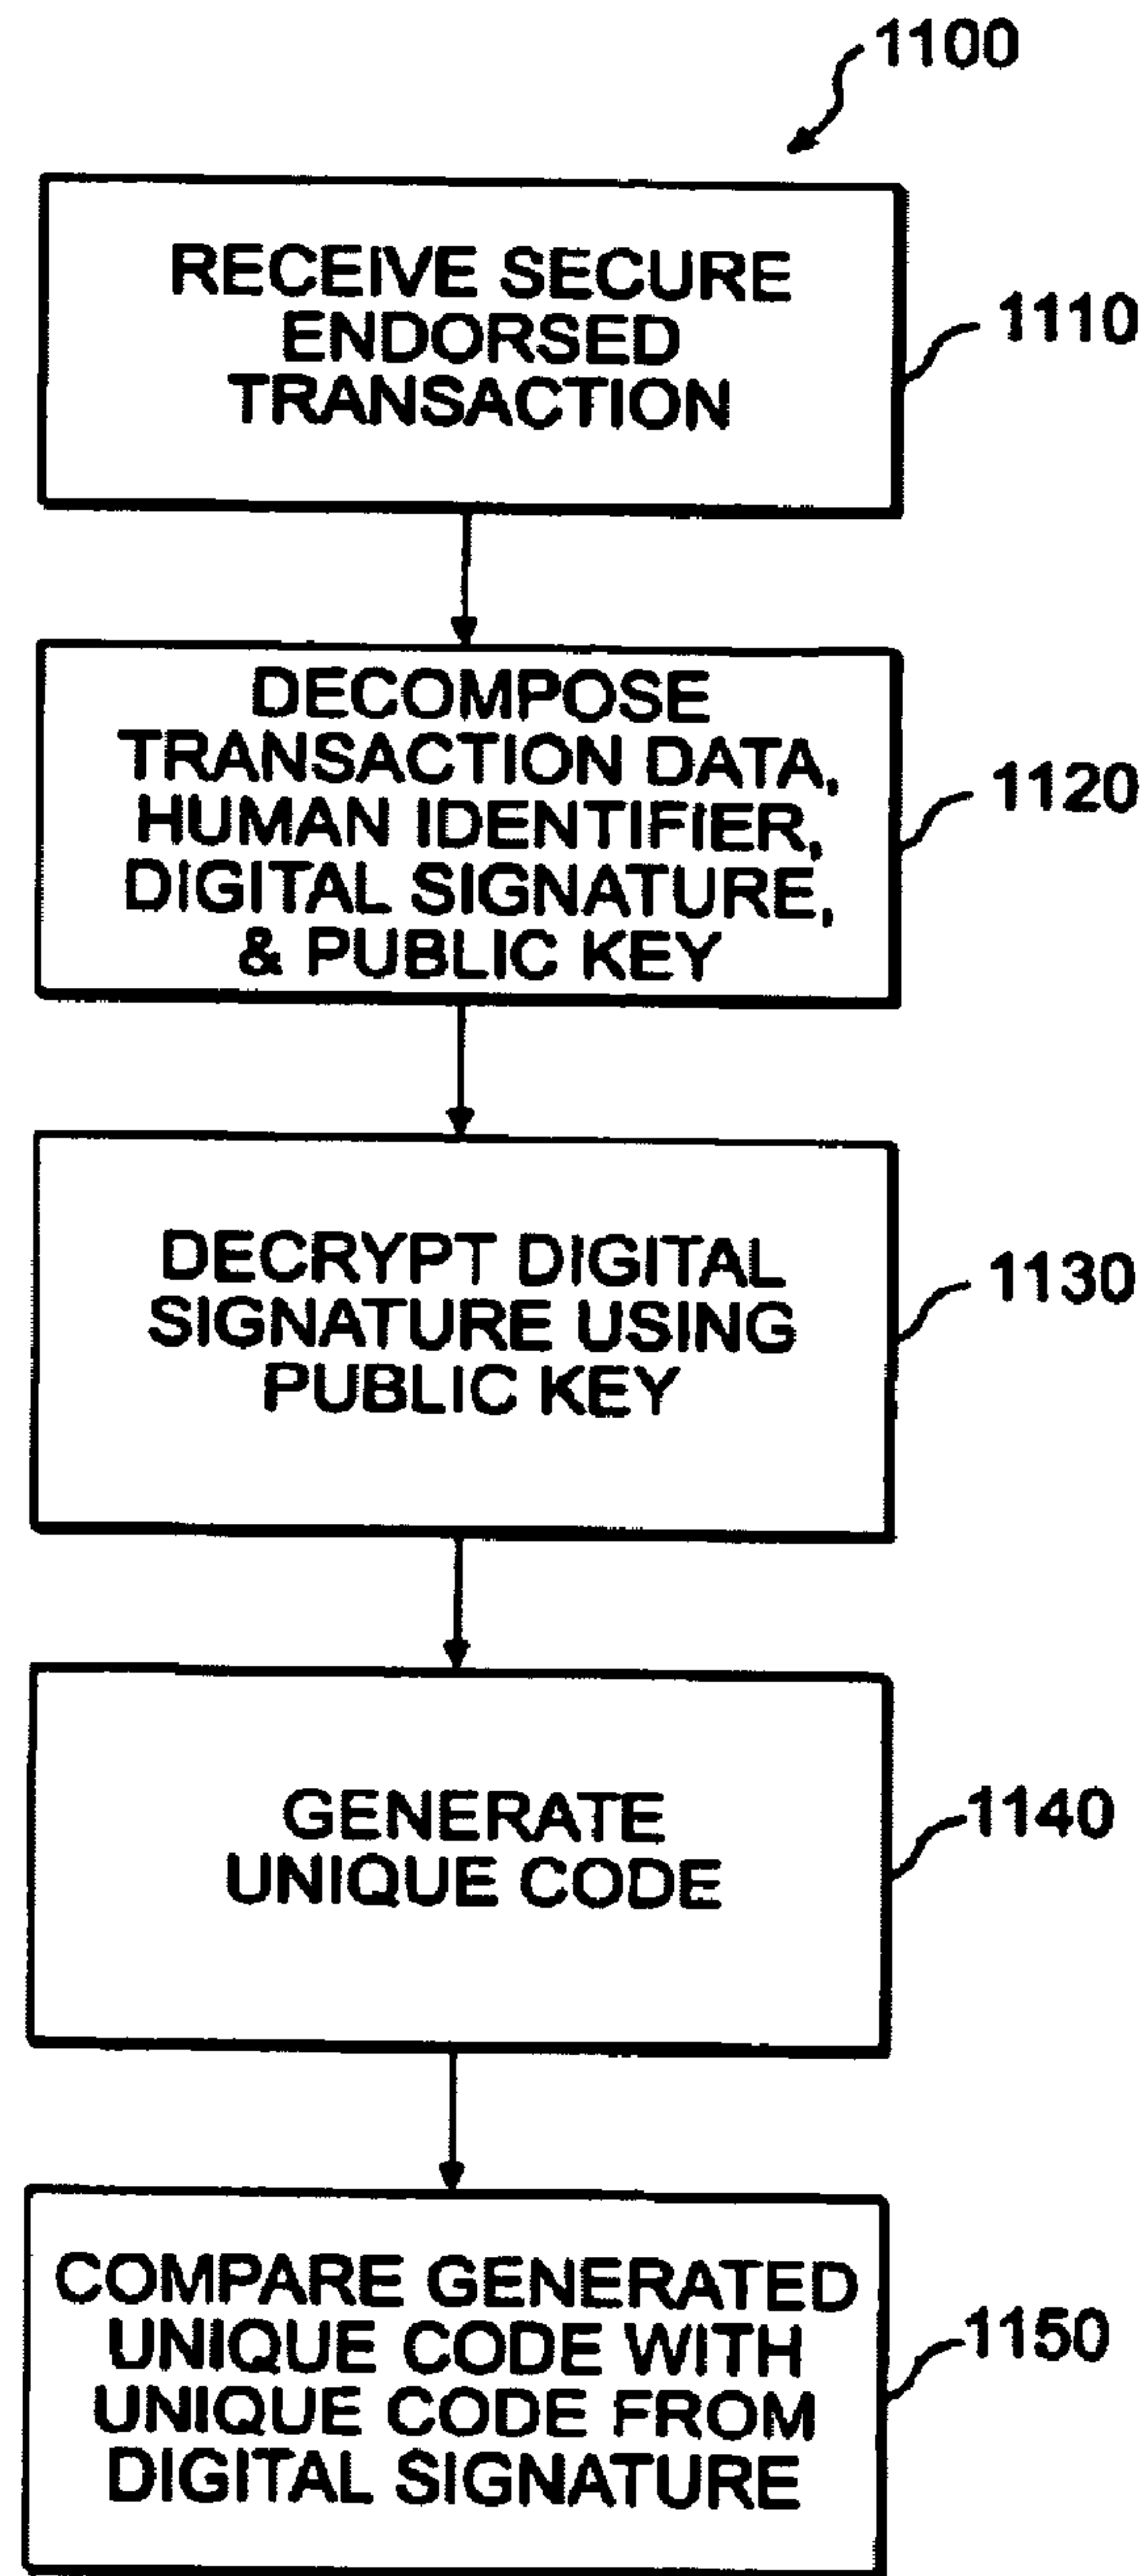 1100
RECEIVE SECURE
ENDORSED
TRANSACTION
1110
DECOMPOSE
TRANSACTION DATA,
HUMAN IDENTIFIER,
DIGITAL SIGNATURE,
& PUBLIC KEY
1120
DECRYPT DIGITAL
SIGNATURE USING
PUBLIC KEY
1130
GENERATE
UNIQUE CODE
1140
COMPARE GENERATED
UNIQUE CODE WITH
UNIQUE CODE FROM
DIGITAL SIGNATURE
1150